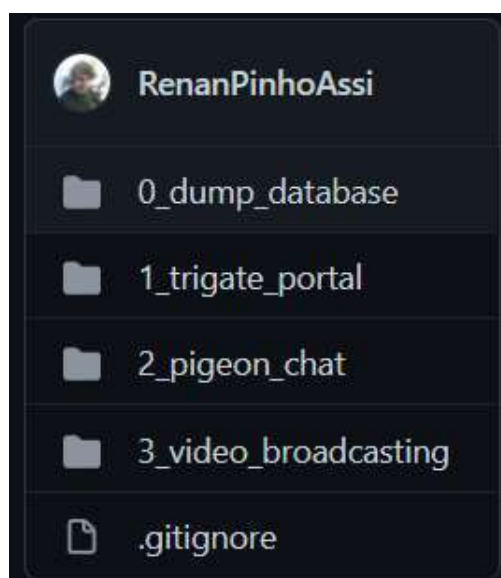 RenanPinhoAssi
0_dump_database
1_trigate_portal
2_pigeon_chat
3_video_broadcasting
.gitignore